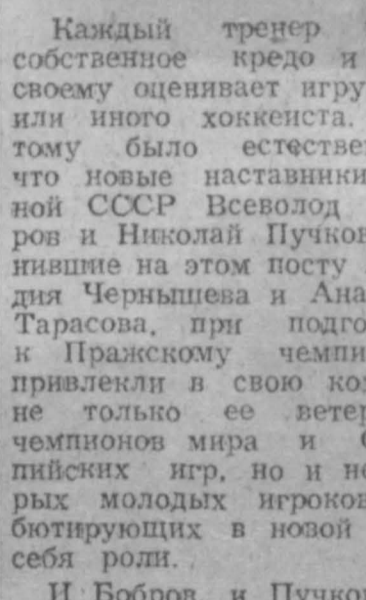 Каждый тренер
собственное кредо и
своему оценивает игру
или иного хоккеиста.
тому было естестве
что новые наставники
ной СССР Всеволод
ров и Николай Пучков
нившие на этом посту
дия Чернышева и Ана
Тарасова, при подго
к Пражскому чемпи
привлекли в свою ко
не только ее ветер
чемпионов мира и
пийских игр, но и не
рых молодых игроков
бютирующих в новой
себя роли.
И Бобров и Пучков